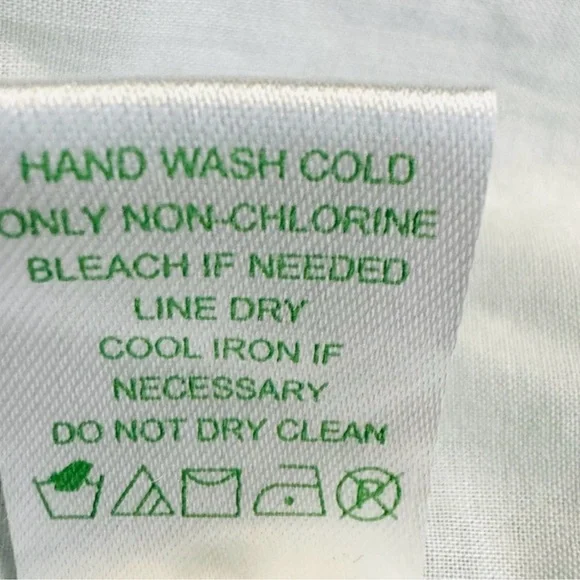 HAND WASH COLD
ONLY NON-CHLORINE
BLEACH IF NEEDED
LINE DRY
COOL IRON IF
NECESSARY
DO NOT DRY CLEAN
P